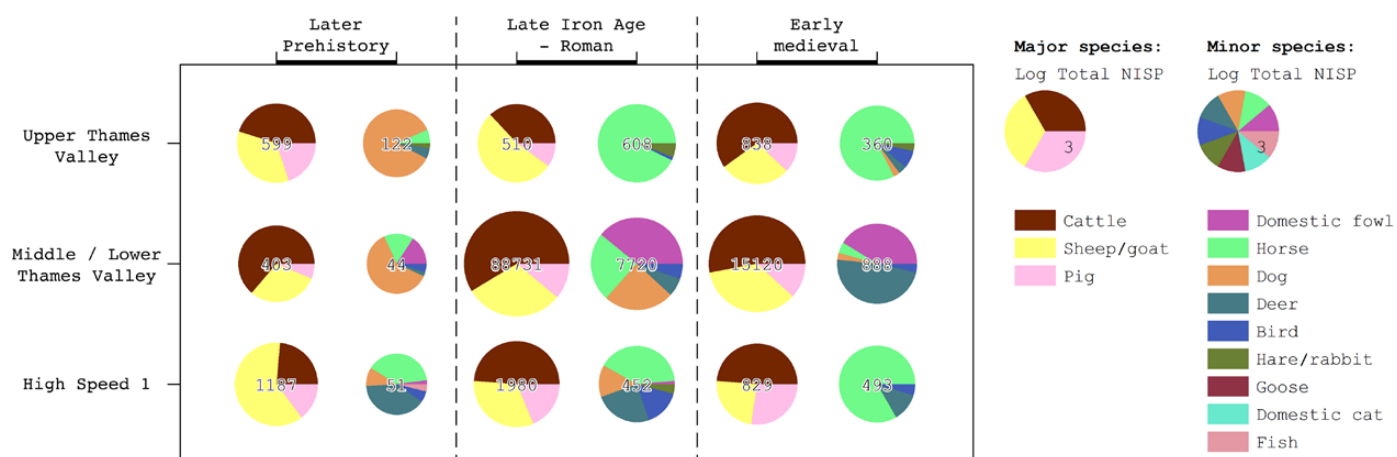 Later
Prehistory
Late Iron Age
- Roman
Early
medieval
Major species:
Log Total NISP
3
Minor species:
Log Total NISP
3
Upper Thames
Valley
599
122
510
608
838
360
Middle / Lower
Thames Valley
403
44
88731
7720
15120
888
High Speed 1
1187
51
1980
452
829
493
Cattle
Sheep/goat
Pig
Domestic fowl
Horse
Dog
Deer
Bird
Hare/rabbit
Goose
Domestic cat
Fish